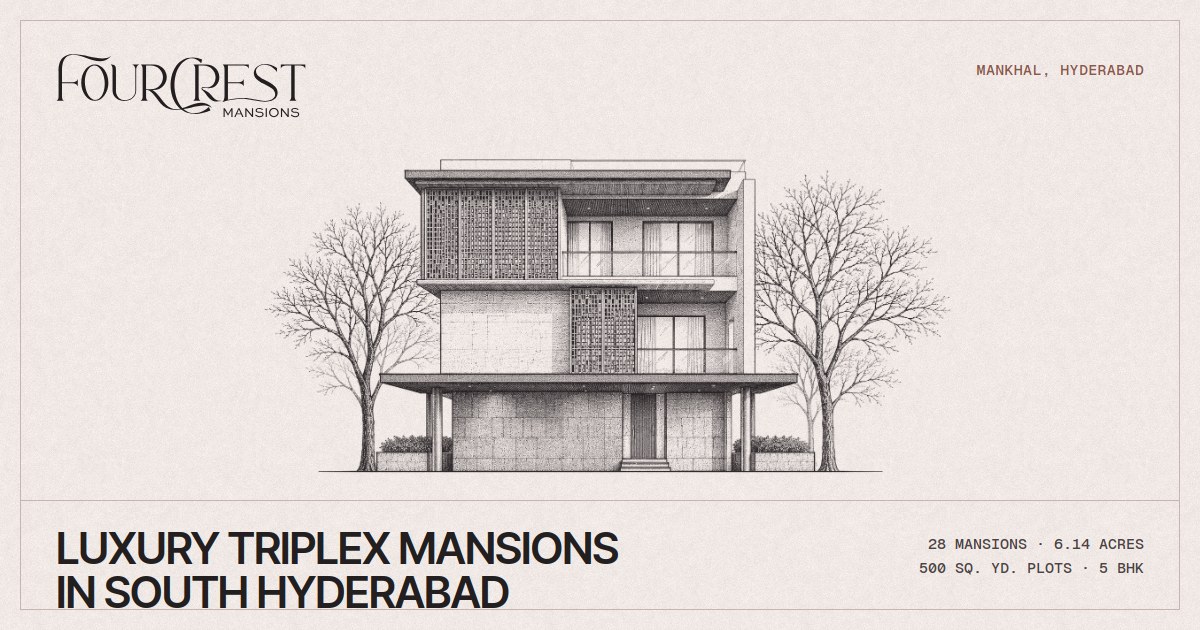 FOURCREST
MANSIONS
MANKHAL, HYDERABAD
LUXURY TRIPLEX MANSIONS
IN SOUTH HYDERABAD
28 MANSIONS · 6.14 ACRES
500 SQ. YD. PLOTS · 5 BHK